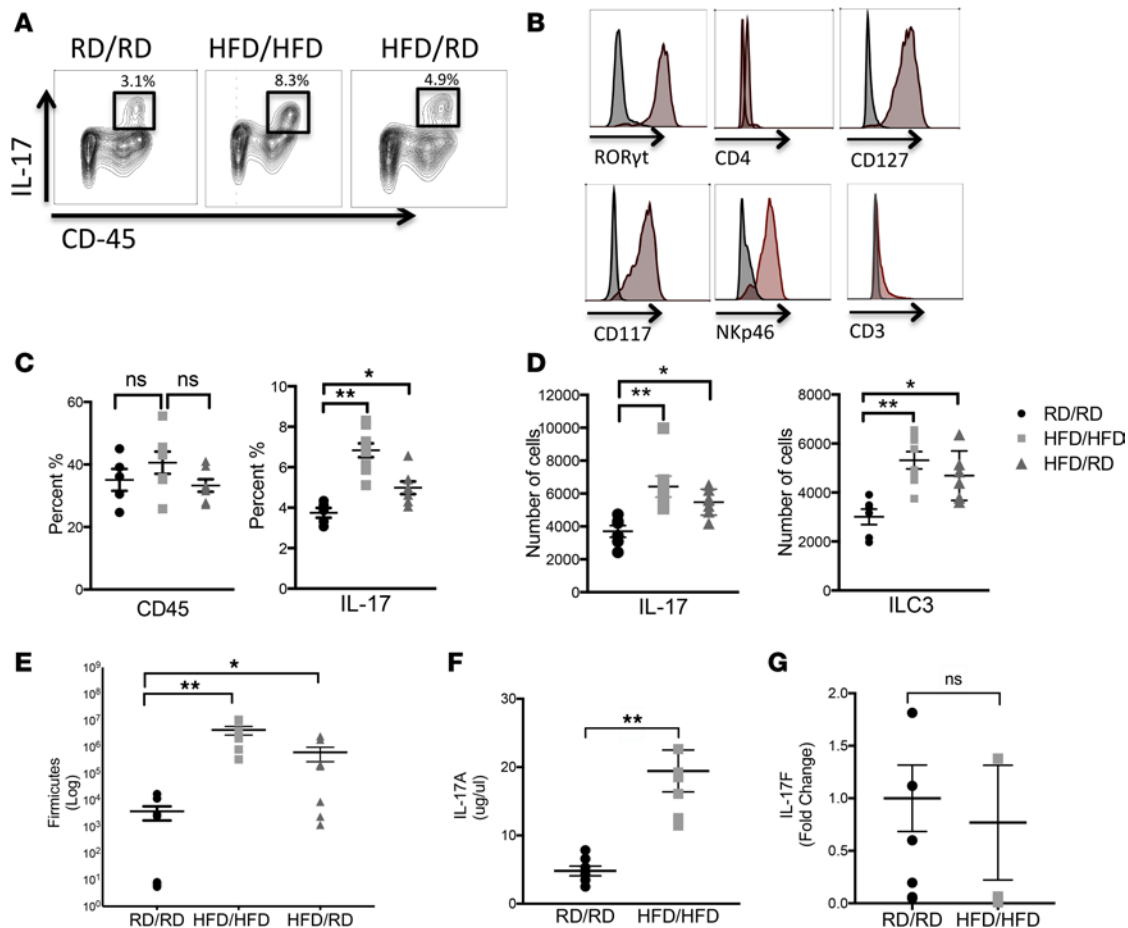 A
RD/RD HFD/HFD HFD/RD
3.1% 8.3% 4.9%
IL-17
CD-45
B
RORγt CD4 CD127
CD117 NKp46 CD3
C
ns ns
Percent %
60
40
20
0
CD45
*
**
Percent %
10
8
6
4
2
0
IL-17
D
*
**
Number of cells
12000
10000
8000
6000
4000
2000
0
IL-17
*
**
Number of cells
8000
6000
4000
2000
0
ILC3
RD/RD
HFD/HFD
HFD/RD
E
*
**
Firmicutes
(Log)
10⁹
10⁸
10⁷
10⁶
10⁵
10⁴
10³
10²
10¹
10⁰
RD/RD HFD/HFD HFD/RD
F
**
IL-17A
(ug/ul)
30
20
10
0
RD/RD HFD/HFD
G
ns
IL-17F
(Fold Change)
2.0
1.5
1.0
0.5
0.0
RD/RD HFD/HFD